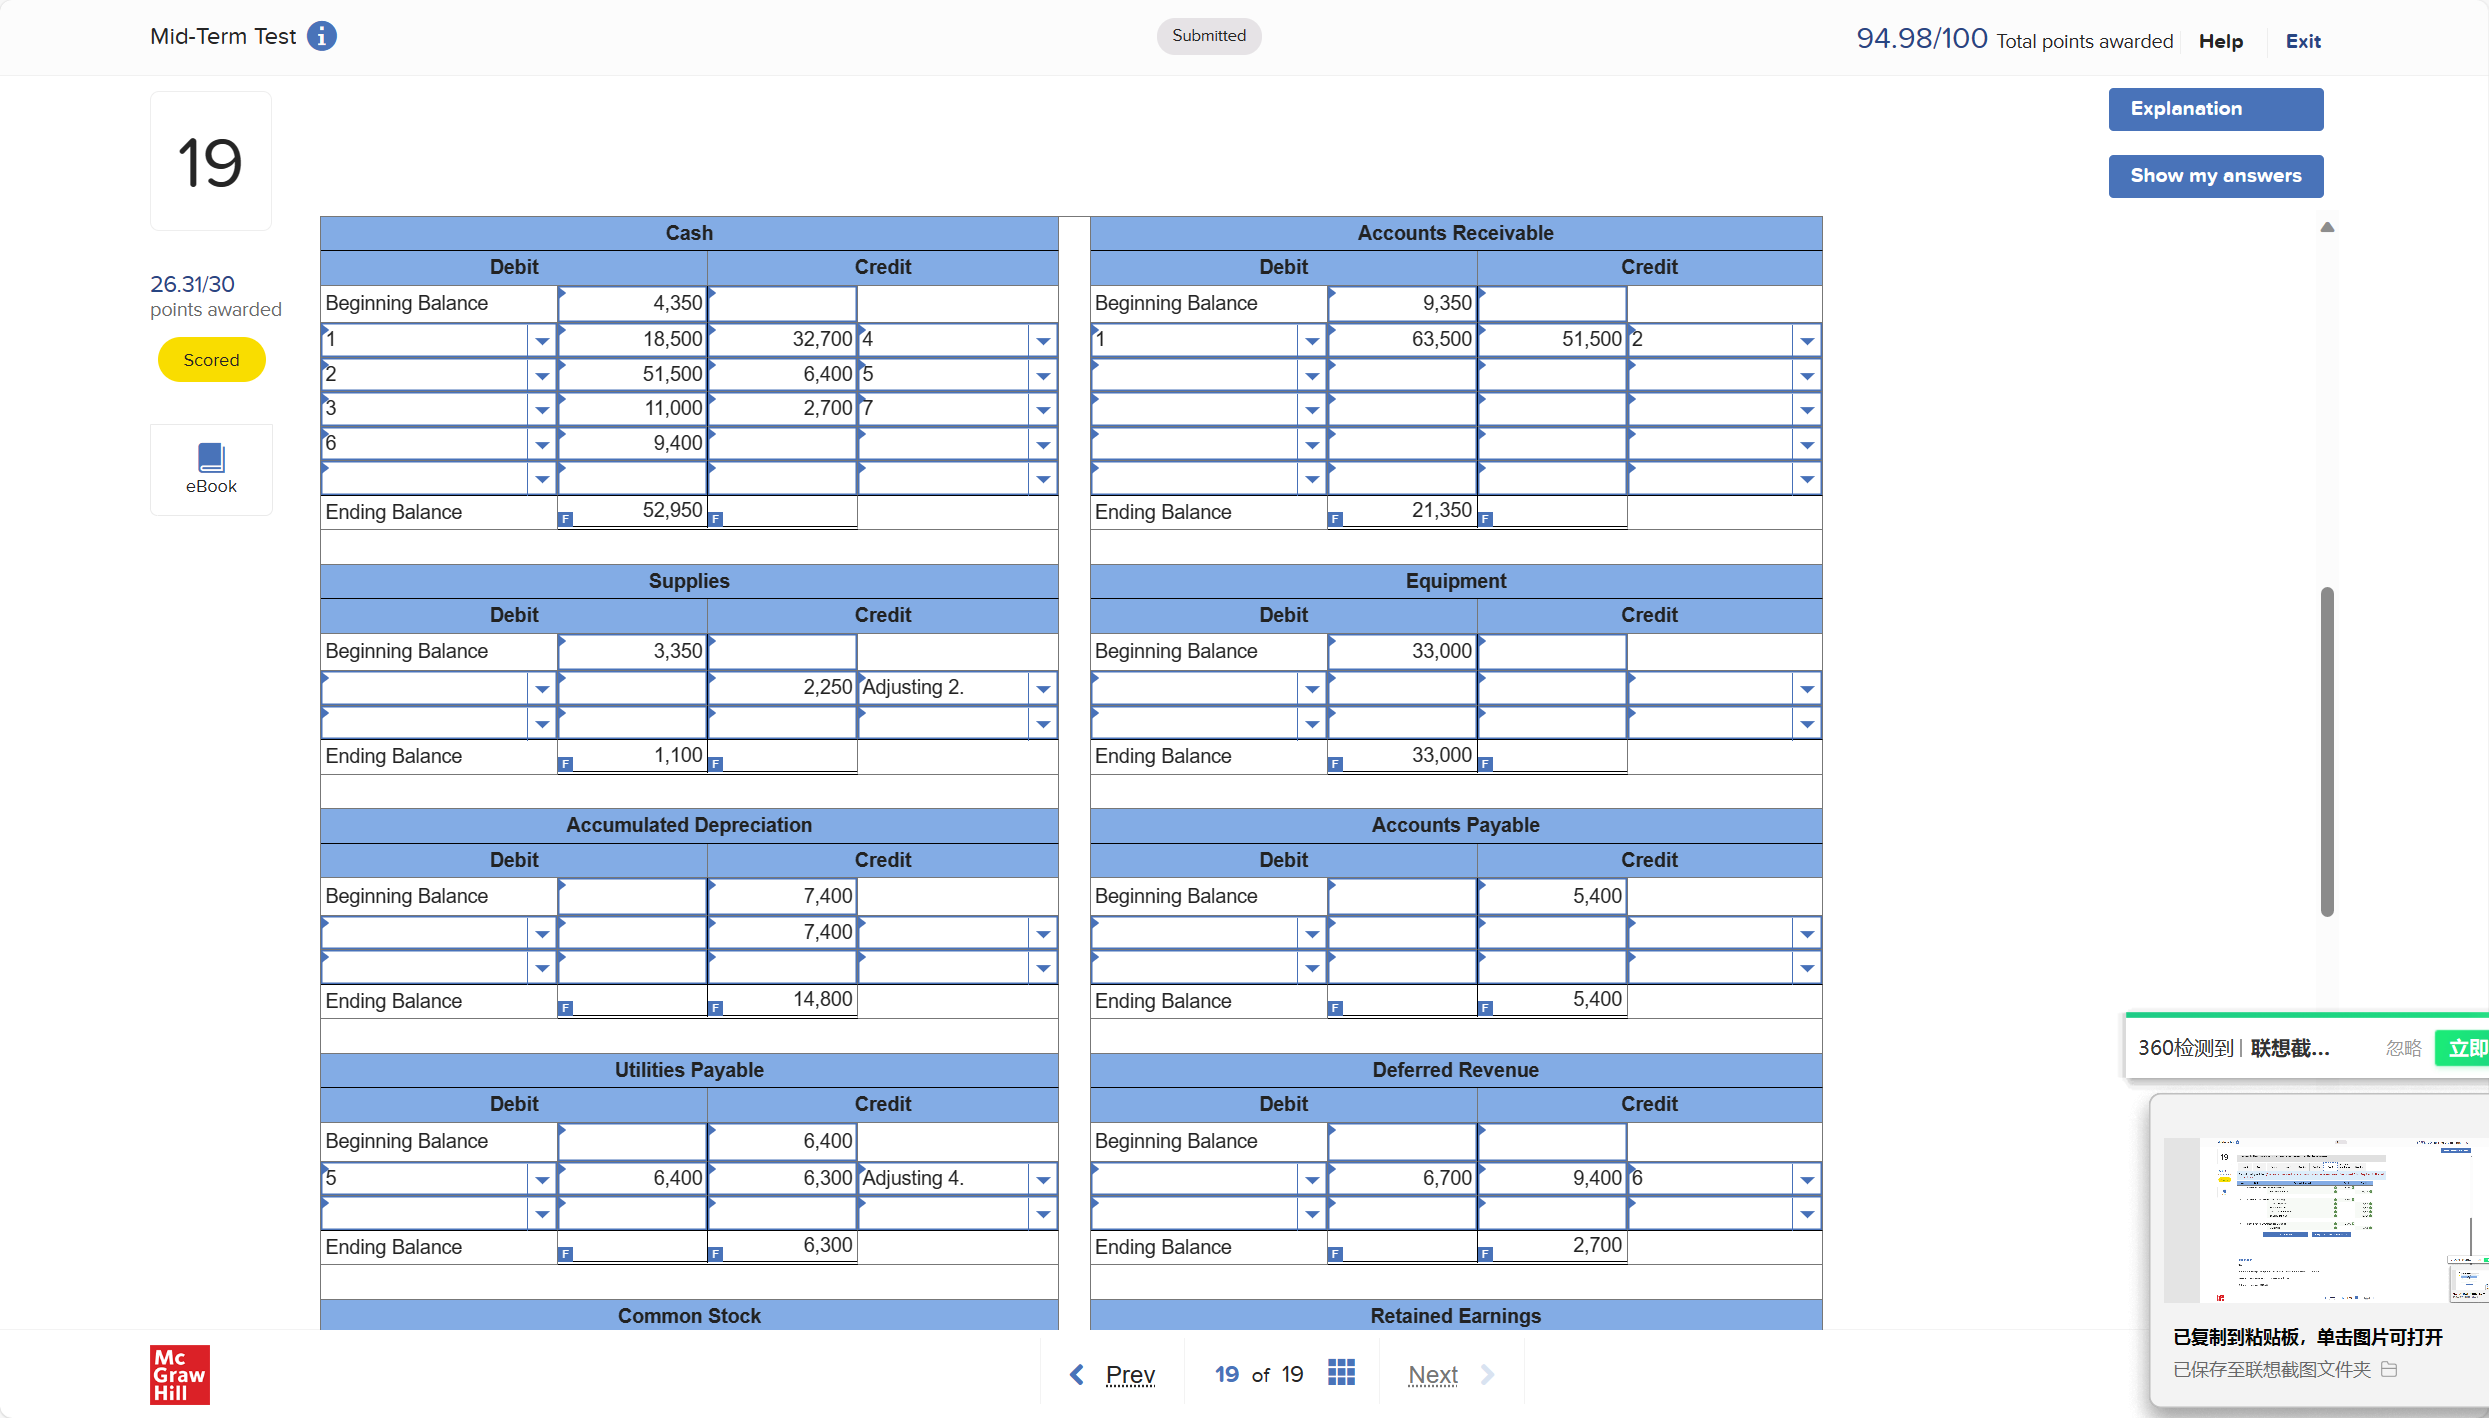 Mid-Term Test
Submitted
94.98/100 Total points awarded
Help
Exit
19
26.31/30
points awarded
Scored
eBook
Explanation
Show my answers
Cash
Debit Credit
Beginning Balance 4,350
1 18,500 32,700 4
2 51,500 6,400 5
3 11,000 2,700 7
6 9,400
Ending Balance F 52,950 F
Accounts Receivable
Debit Credit
Beginning Balance 9,350
1 63,500 51,500 2
Ending Balance F 21,350 F
Supplies
Debit Credit
Beginning Balance 3,350
2,250 Adjusting 2.
Ending Balance F 1,100 F
Equipment
Debit Credit
Beginning Balance 33,000
Ending Balance F 33,000 F
Accumulated Depreciation
Debit Credit
Beginning Balance 7,400
7,400
Ending Balance F F 14,800
Accounts Payable
Debit Credit
Beginning Balance 5,400
Ending Balance F F 5,400
Utilities Payable
Debit Credit
Beginning Balance 6,400
5 6,400 6,300 Adjusting 4.
Ending Balance F F 6,300
Deferred Revenue
Debit Credit
Beginning Balance
6,700 9,400 6
Ending Balance F F 2,700
Common Stock
Retained Earnings
360检测到 | 联想截... 忽略 立即
19
已复制到粘贴板，单击图片可打开
已保存至联想截图文件夹
Mc
Graw
Hill
Prev
19 of 19
Next